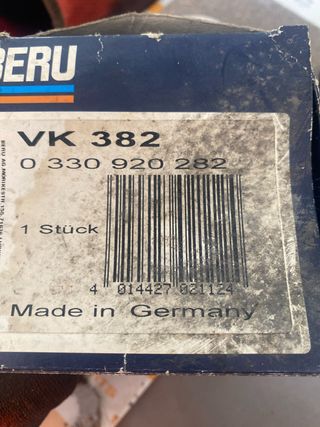 BERU
VK 382
0 330 920 282
1 Stück
4 014427 021124
Made in Germany